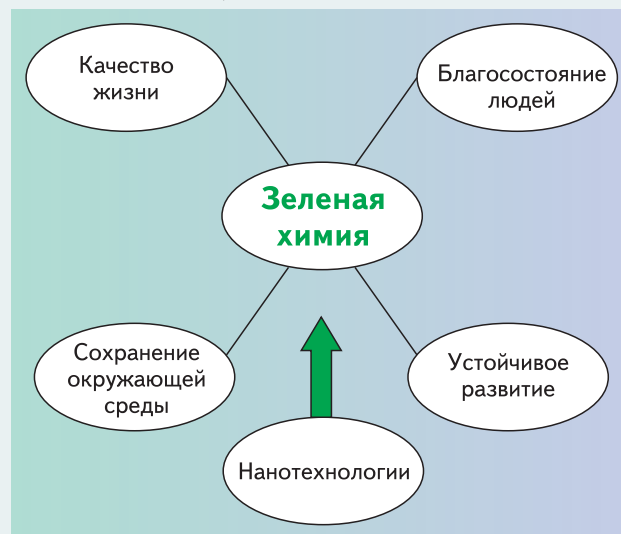 Качество
жизни
Благосостояние
людей
Зеленая
химия
Сохранение
окружающей
среды
Устойчивое
развитие
Нанотехнологии